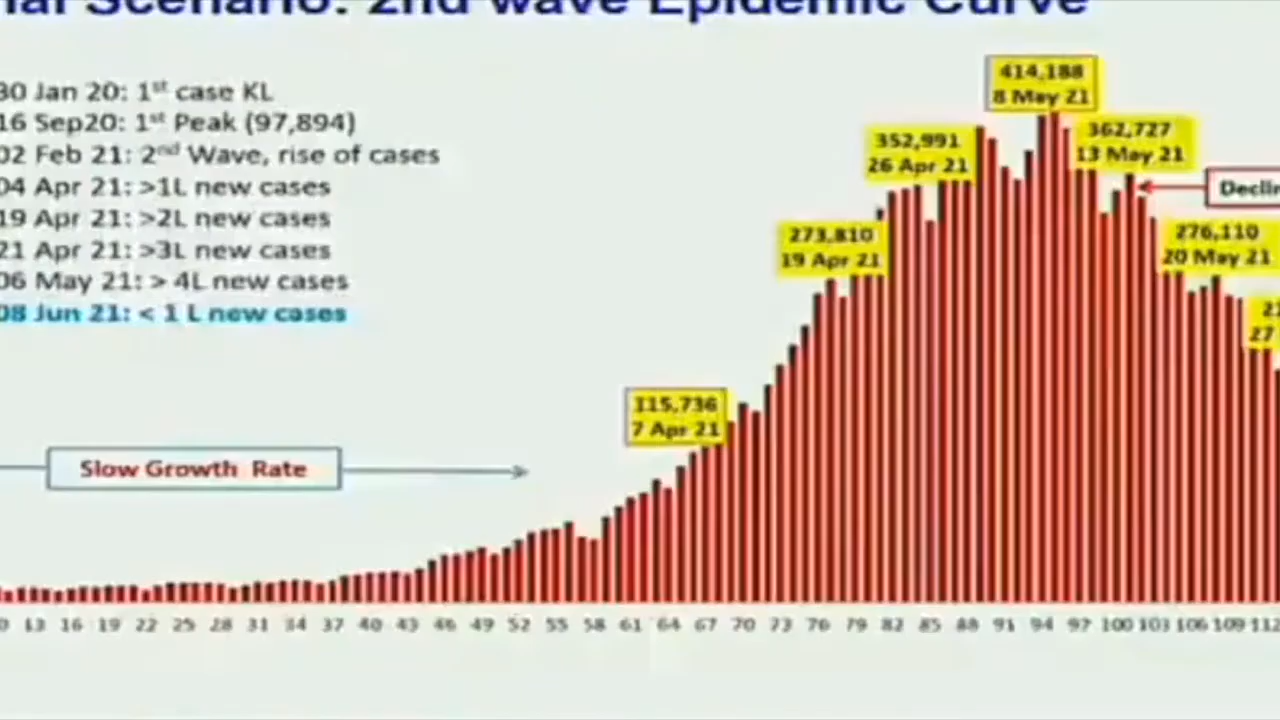 nal Scenario: 2nd wave Epidemic Curve
30 Jan 20: 1st case KL
16 Sep20: 1st Peak (97,894)
02 Feb 21: 2nd Wave, rise of cases
04 Apr 21: >1L new cases
19 Apr 21: >2L new cases
21 Apr 21: >3L new cases
06 May 21: > 4L new cases
08 Jun 21: < 1 L new cases
Slow Growth Rate
115,736
7 Apr 21
273,810
19 Apr 21
352,991
26 Apr 21
414,188
8 May 21
362,727
13 May 21
Declin
276,110
20 May 21
27
0 13 16 19 22 25 28 31 34 37 40 43 46 49 52 55 58 61 64 67 70 73 76 79 82 85 88 91 94 97 100 103 106 109 112